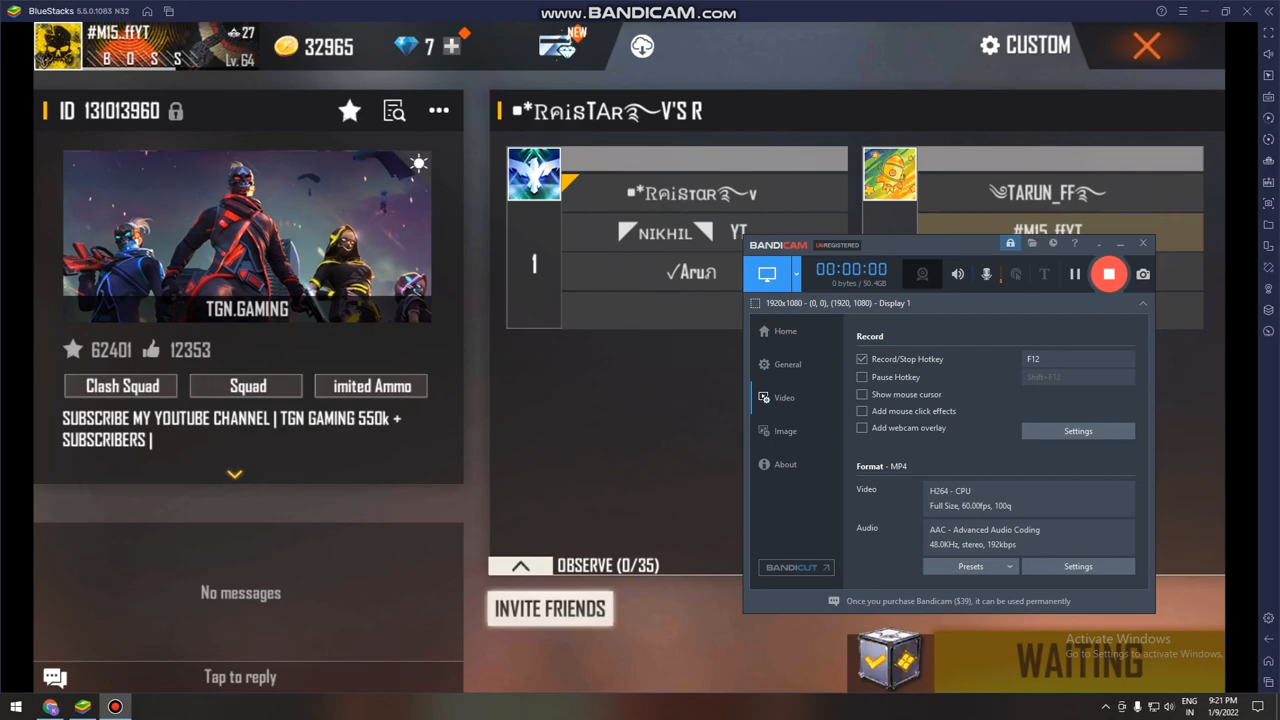 BlueStacks 5.5.0.1083 N32
www.BANDICAM.com
#M15..ffYT
27
B O S S
Lv. 64
32965
7
NEW
CUSTOM
ID 131013960
TGN.GAMING
62401
12353
Clash Squad
Squad
imited Ammo
SUBSCRIBE MY YOUTUBE CHANNEL | TGN GAMING 550k +
SUBSCRIBERS |
No messages
Tap to reply
V'S R
1
NIKHIL YT
TARUN_FF
#M15..ffYT
OBSERVE (0/35)
INVITE FRIENDS
BANDICAM UNREGISTERED
00:00:00
0 bytes / 50.4GB
1920x1080 - (0, 0), (1920, 1080) - Display 1
Home
General
Video
Image
About
BANDICUT
Record
Record/Stop Hotkey
F12
Pause Hotkey
Shift+F12
Show mouse cursor
Add mouse click effects
Add webcam overlay
Settings
Format - MP4
Video
H264 - CPU
Full Size, 60.00fps, 100q
Audio
AAC - Advanced Audio Coding
48.0KHz, stereo, 192kbps
Presets
Settings
Once you purchase Bandicam ($39), it can be used permanently
WAITING
Activate Windows
Go to Settings to activate Windows.
ENG
IN
9:21 PM
1/9/2022